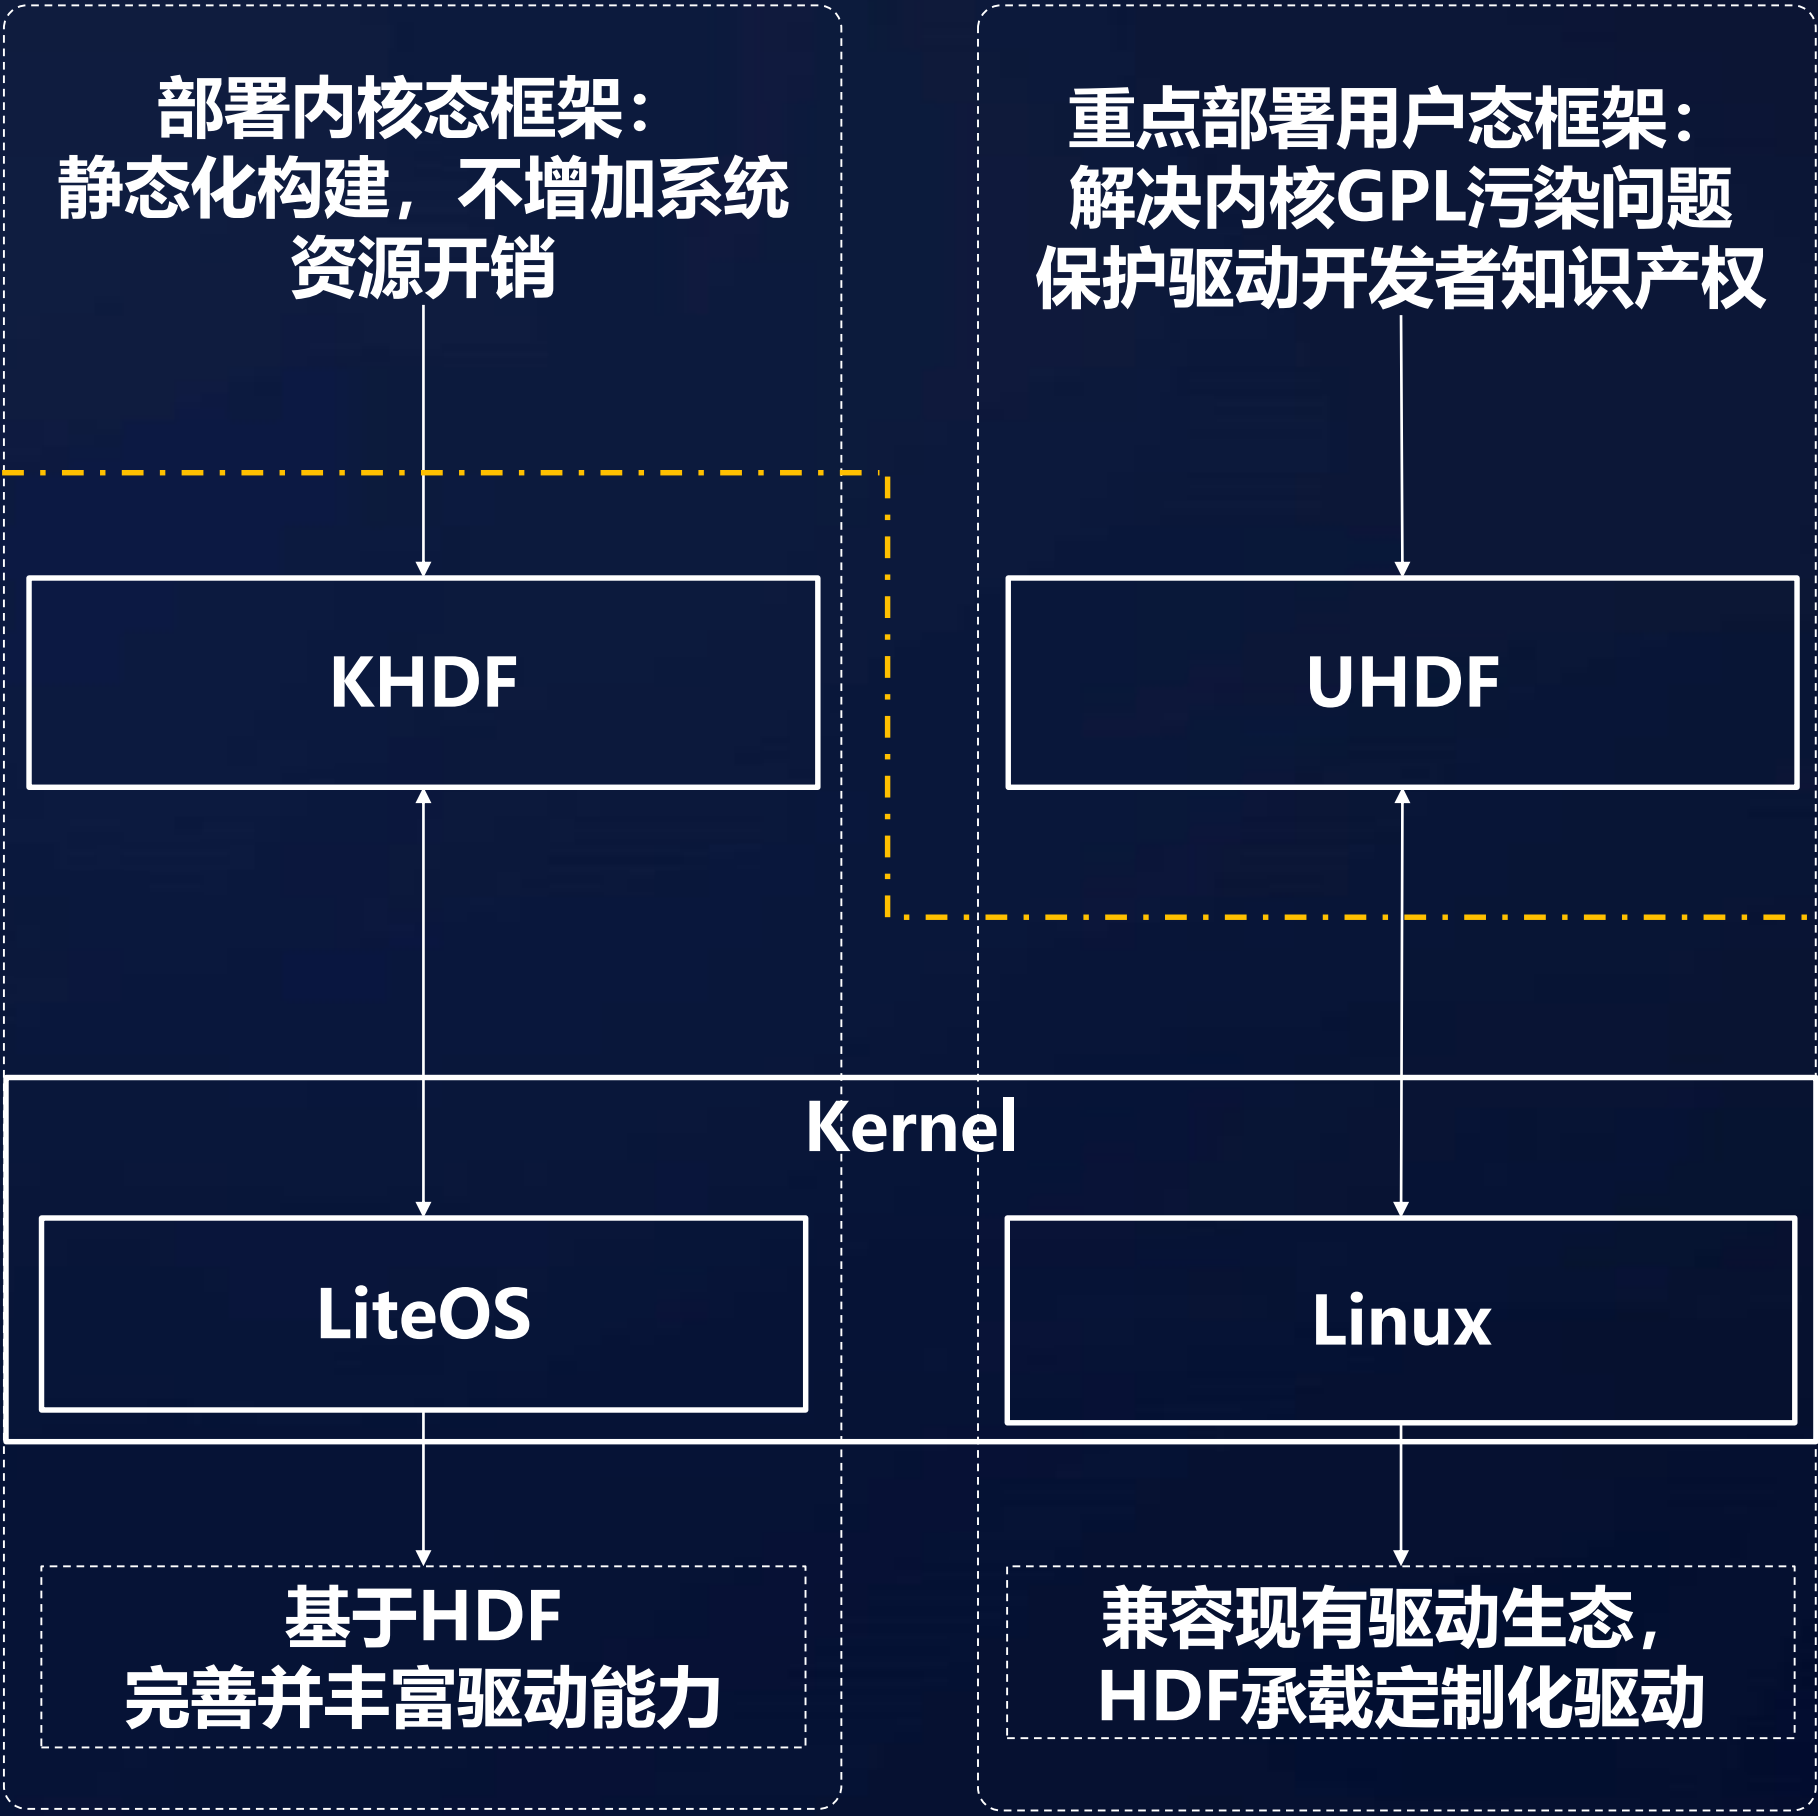 部署内核态框架：
静态化构建，不增加系统
资源开销
重点部署用户态框架：
解决内核GPL污染问题
保护驱动开发者知识产权
KHDF
UHDF
Kernel
LiteOS
Linux
基于HDF
完善并丰富驱动能力
兼容现有驱动生态，
HDF承载定制化驱动